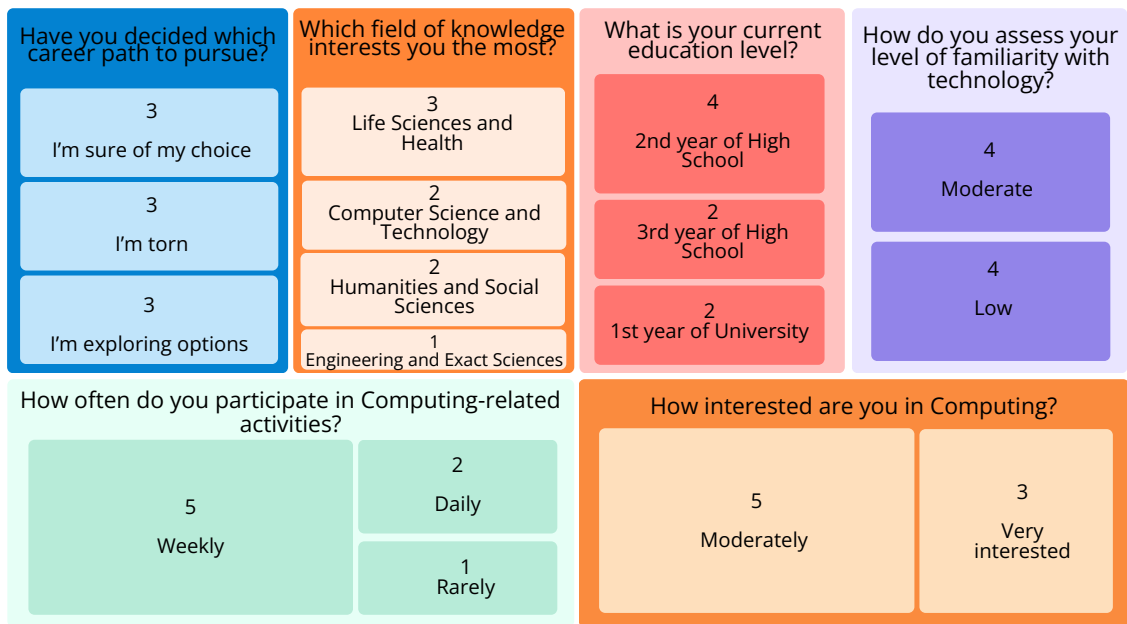 Have you decided which
career path to pursue?
3
I'm sure of my choice
3
I'm torn
3
I'm exploring options
Which field of knowledge
interests you the most?
3
Life Sciences and
Health
2
Computer Science and
Technology
2
Humanities and Social
Sciences
1
Engineering and Exact Sciences
What is your current
education level?
4
2nd year of High
School
2
3rd year of High
School
2
1st year of University
How do you assess your
level of familiarity with
technology?
4
Moderate
4
Low
How often do you participate in Computing-related
activities?
5
Weekly
2
Daily
1
Rarely
How interested are you in Computing?
5
Moderately
3
Very
interested